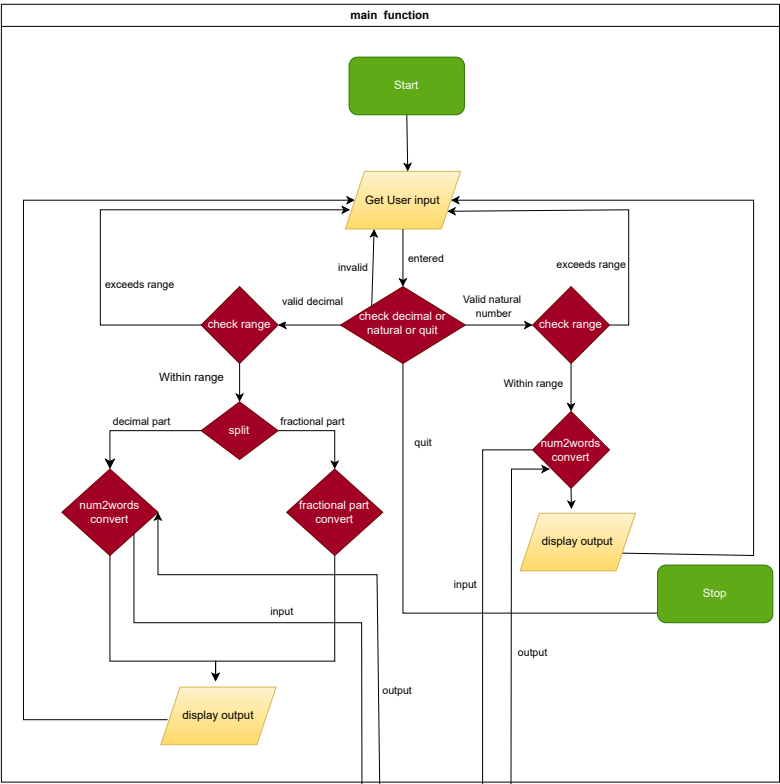 main function
Start
Get User input
invalid
entered
exceeds range
exceeds range
valid decimal
Valid natural
number
check range
check decimal or
natural or quit
check range
Within range
Within range
decimal part
split
fractional part
quit
num2words
convert
num2words
convert
fractional part
convert
display output
input
Stop
input
output
output
display output